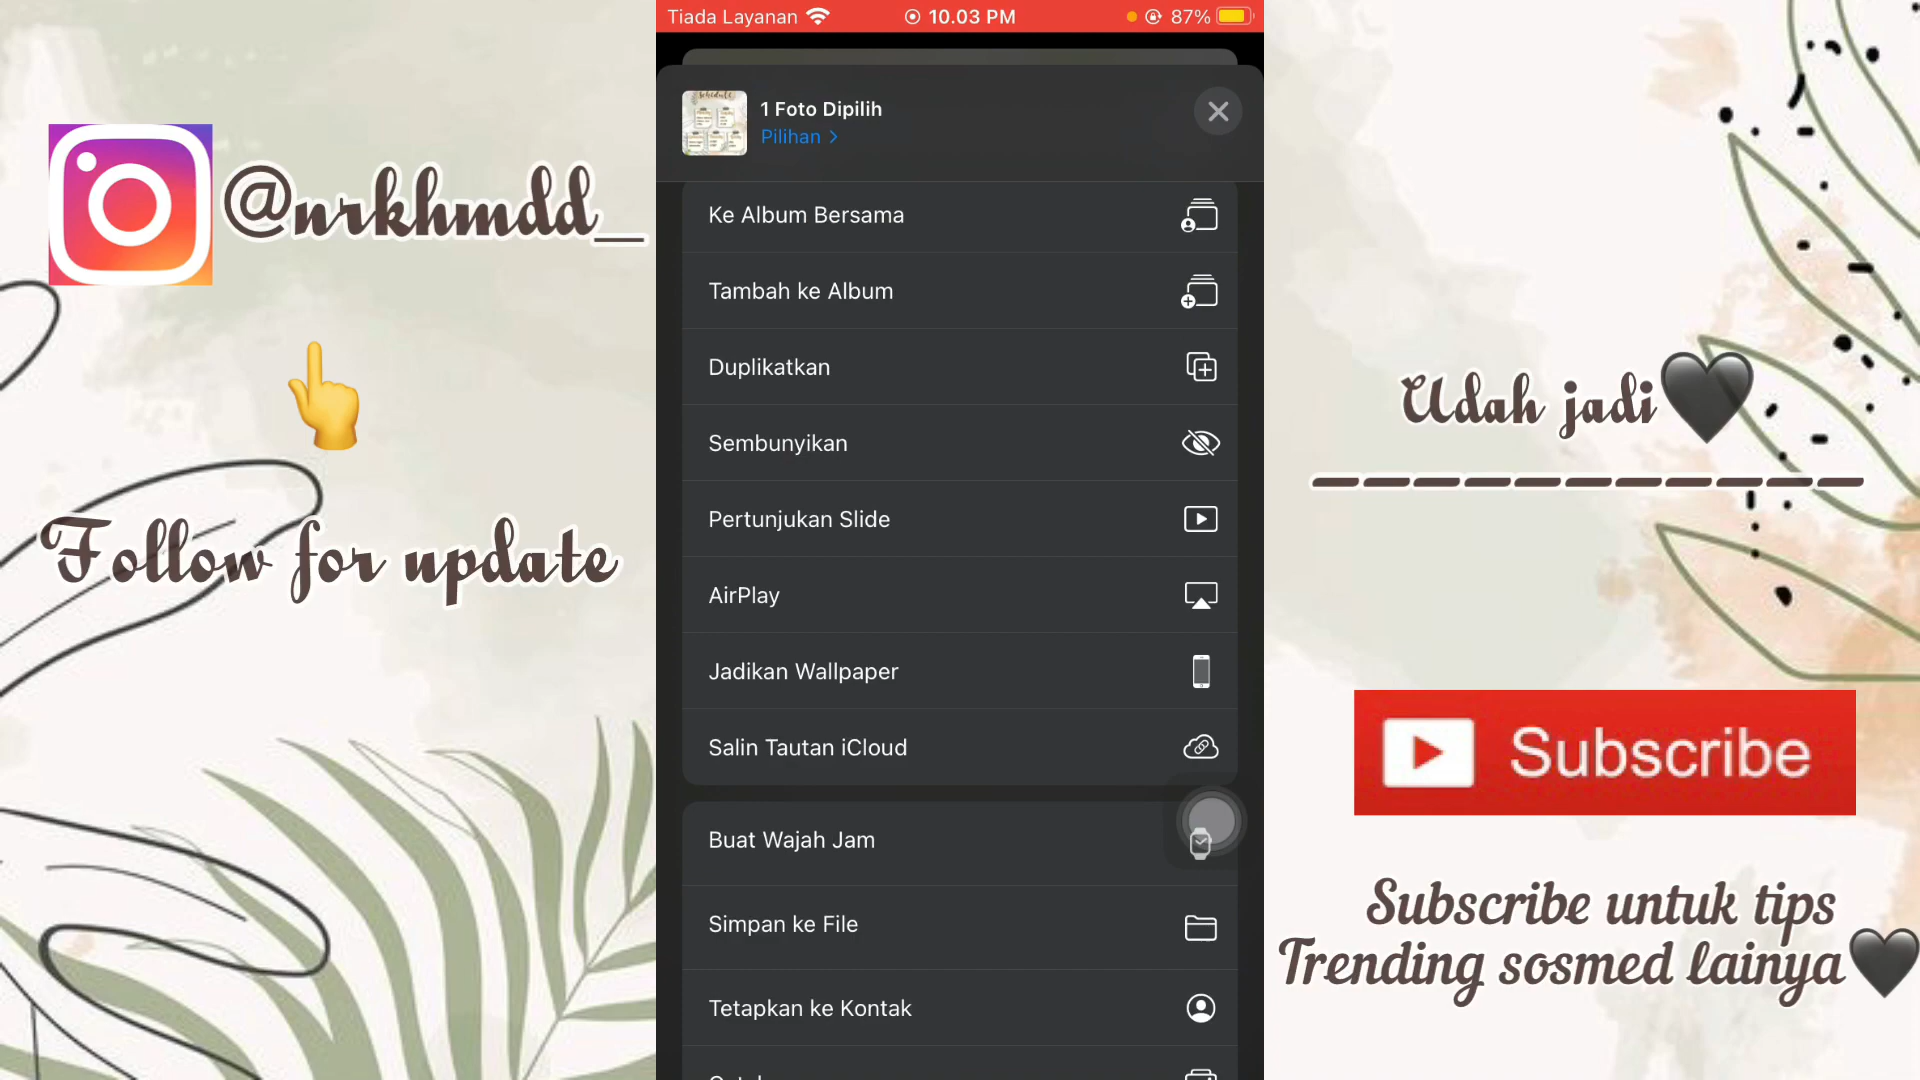 Tiada Layanan
10.03 PM
87%
Schedule
1 Foto Dipilih
Pilihan >
Ke Album Bersama
Tambah ke Album
Duplikatkan
Sembunyikan
Pertunjukan Slide
AirPlay
Jadikan Wallpaper
Salin Tautan iCloud
Buat Wajah Jam
Simpan ke File
Tetapkan ke Kontak
@nrkhmdd_
Follow for update
Udah jadi🖤
____________
Subscribe
Subscribe untuk tips
Trending sosmed lainya🖤